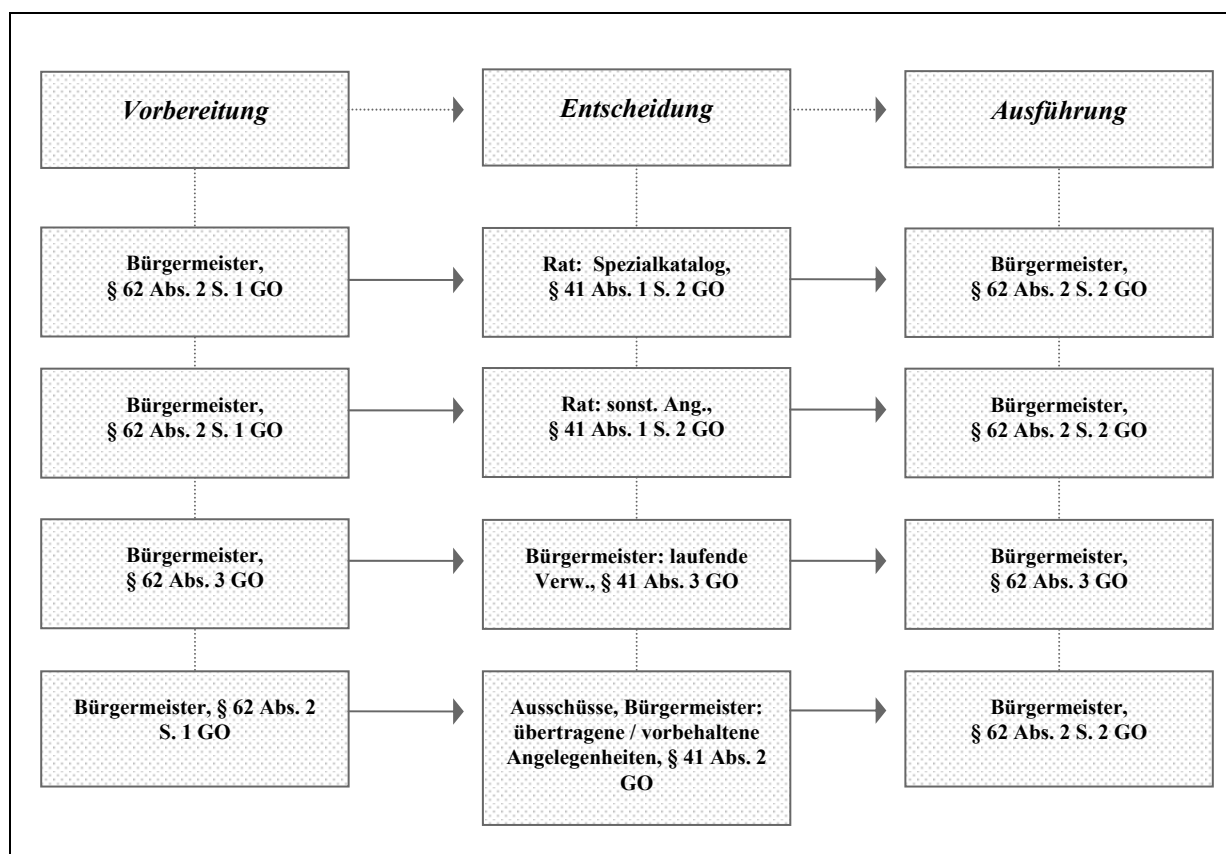 Vorbereitung
Entscheidung
Ausführung
Bürgermeister,
§ 62 Abs. 2 S. 1 GO
Rat:  Spezialkatalog,
§ 41 Abs. 1 S. 2 GO
Bürgermeister,
§ 62 Abs. 2 S. 2 GO
Bürgermeister,
§ 62 Abs. 2 S. 1 GO
Rat: sonst. Ang.,
§ 41 Abs. 1 S. 2 GO
Bürgermeister,
§ 62 Abs. 2 S. 2 GO
Bürgermeister,
§ 62 Abs. 3 GO
Bürgermeister: laufende
Verw., § 41 Abs. 3 GO
Bürgermeister,
§ 62 Abs. 3 GO
Bürgermeister, § 62 Abs. 2
S. 1 GO
Ausschüsse, Bürgermeister:
übertragene / vorbehaltene
Angelegenheiten, § 41 Abs. 2
GO
Bürgermeister,
§ 62 Abs. 2 S. 2 GO